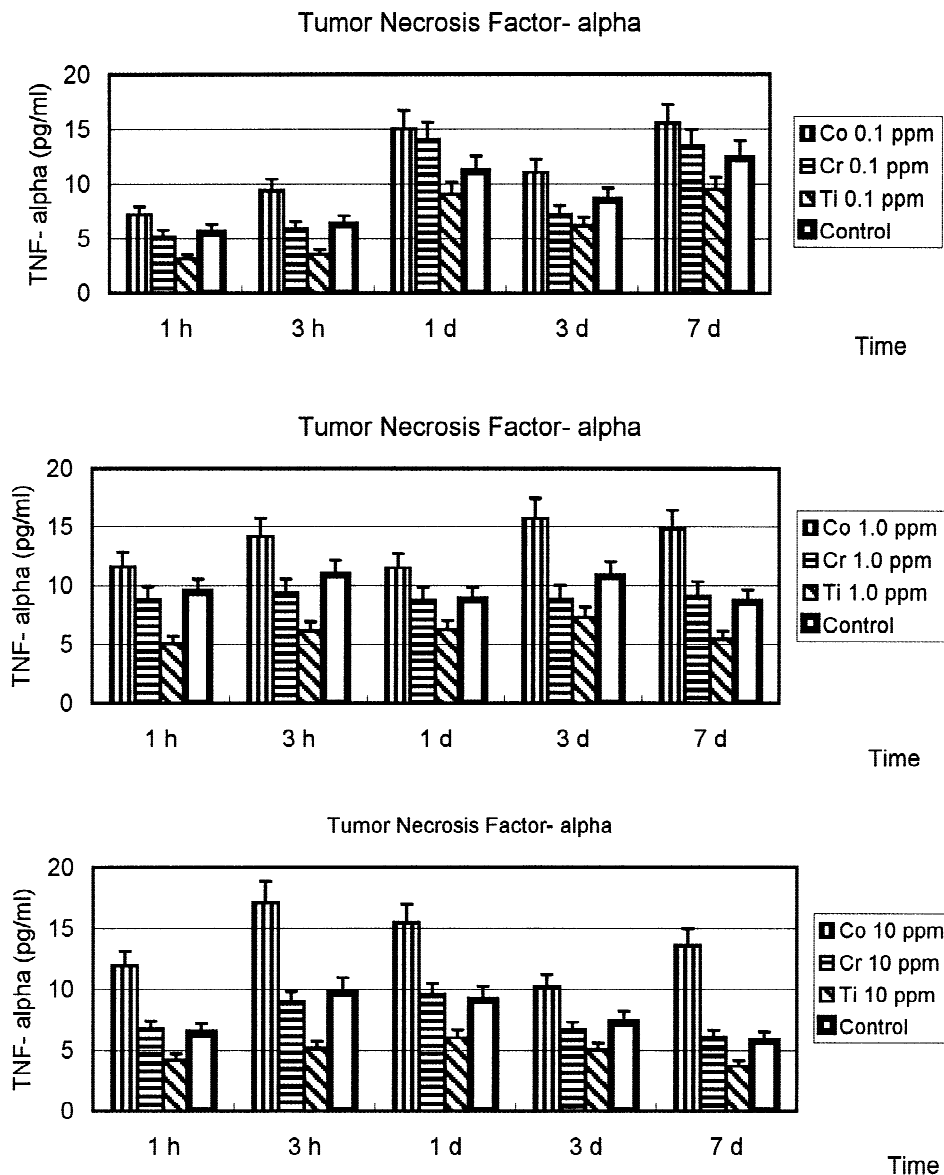 Tumor Necrosis Factor- alpha
TNF- alpha (pg/ml)
20
15
10
5
0
1 h 3 h 1 d 3 d 7 d
Time
Co 0.1 ppm
Cr 0.1 ppm
Ti 0.1 ppm
Control
Tumor Necrosis Factor- alpha
TNF- alpha (pg/ml)
20
15
10
5
0
1 h 3 h 1 d 3 d 7 d
Time
Co 1.0 ppm
Cr 1.0 ppm
Ti 1.0 ppm
Control
Tumor Necrosis Factor- alpha
TNF- alpha (pg/ml)
20
15
10
5
0
1 h 3 h 1 d 3 d 7 d
Time
Co 10 ppm
Cr 10 ppm
Ti 10 ppm
Control